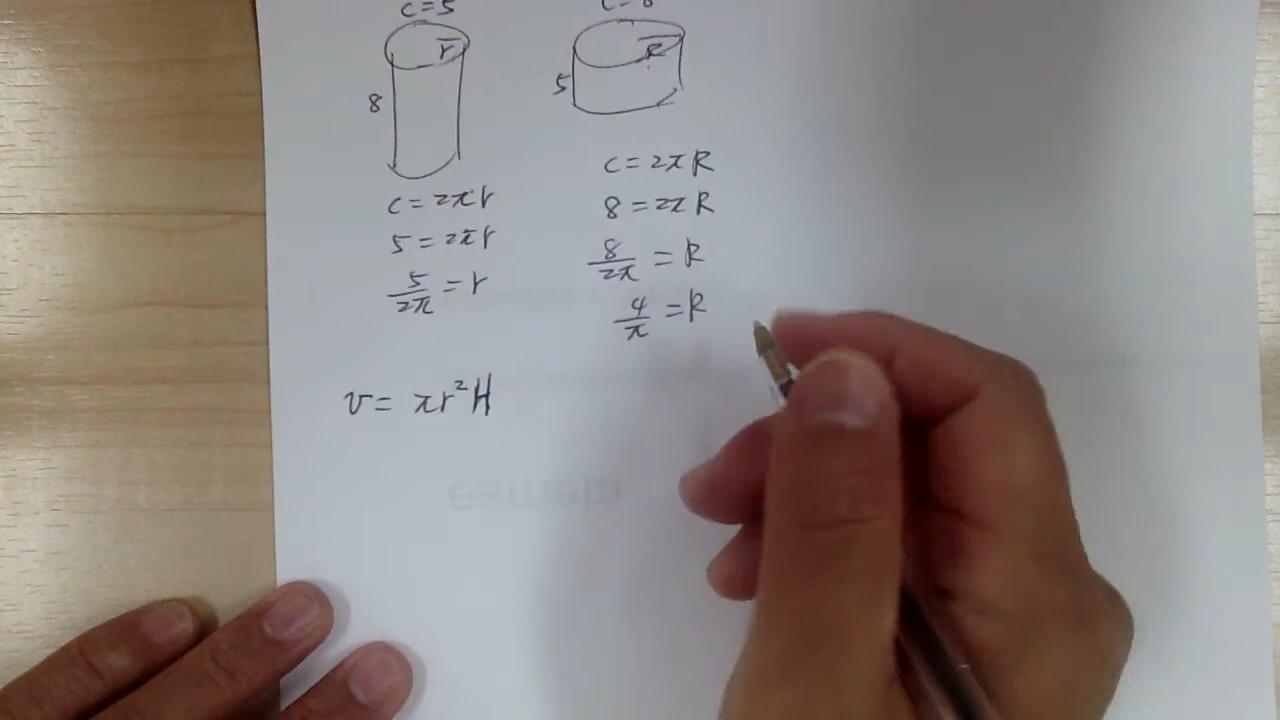 C=5
C=8
r
R
8
5
C=2πr
5=2πr
5/2π=r
C=2πR
8=2πR
8/2π=R
4/π=R
V= πr²H